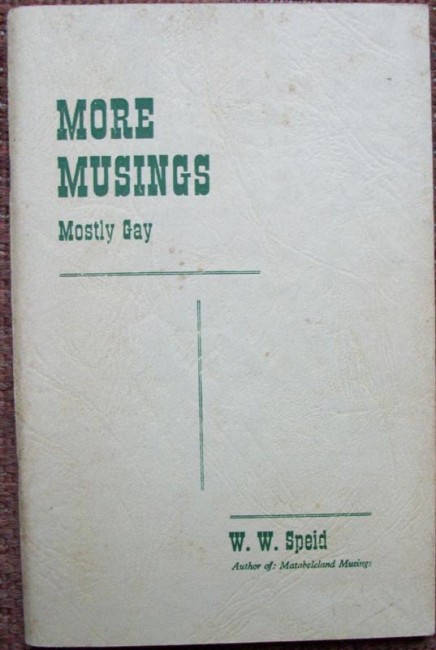 MORE
MUSINGS
Mostly Gay
W. W. Speid
Author of: Matabeleland Musings